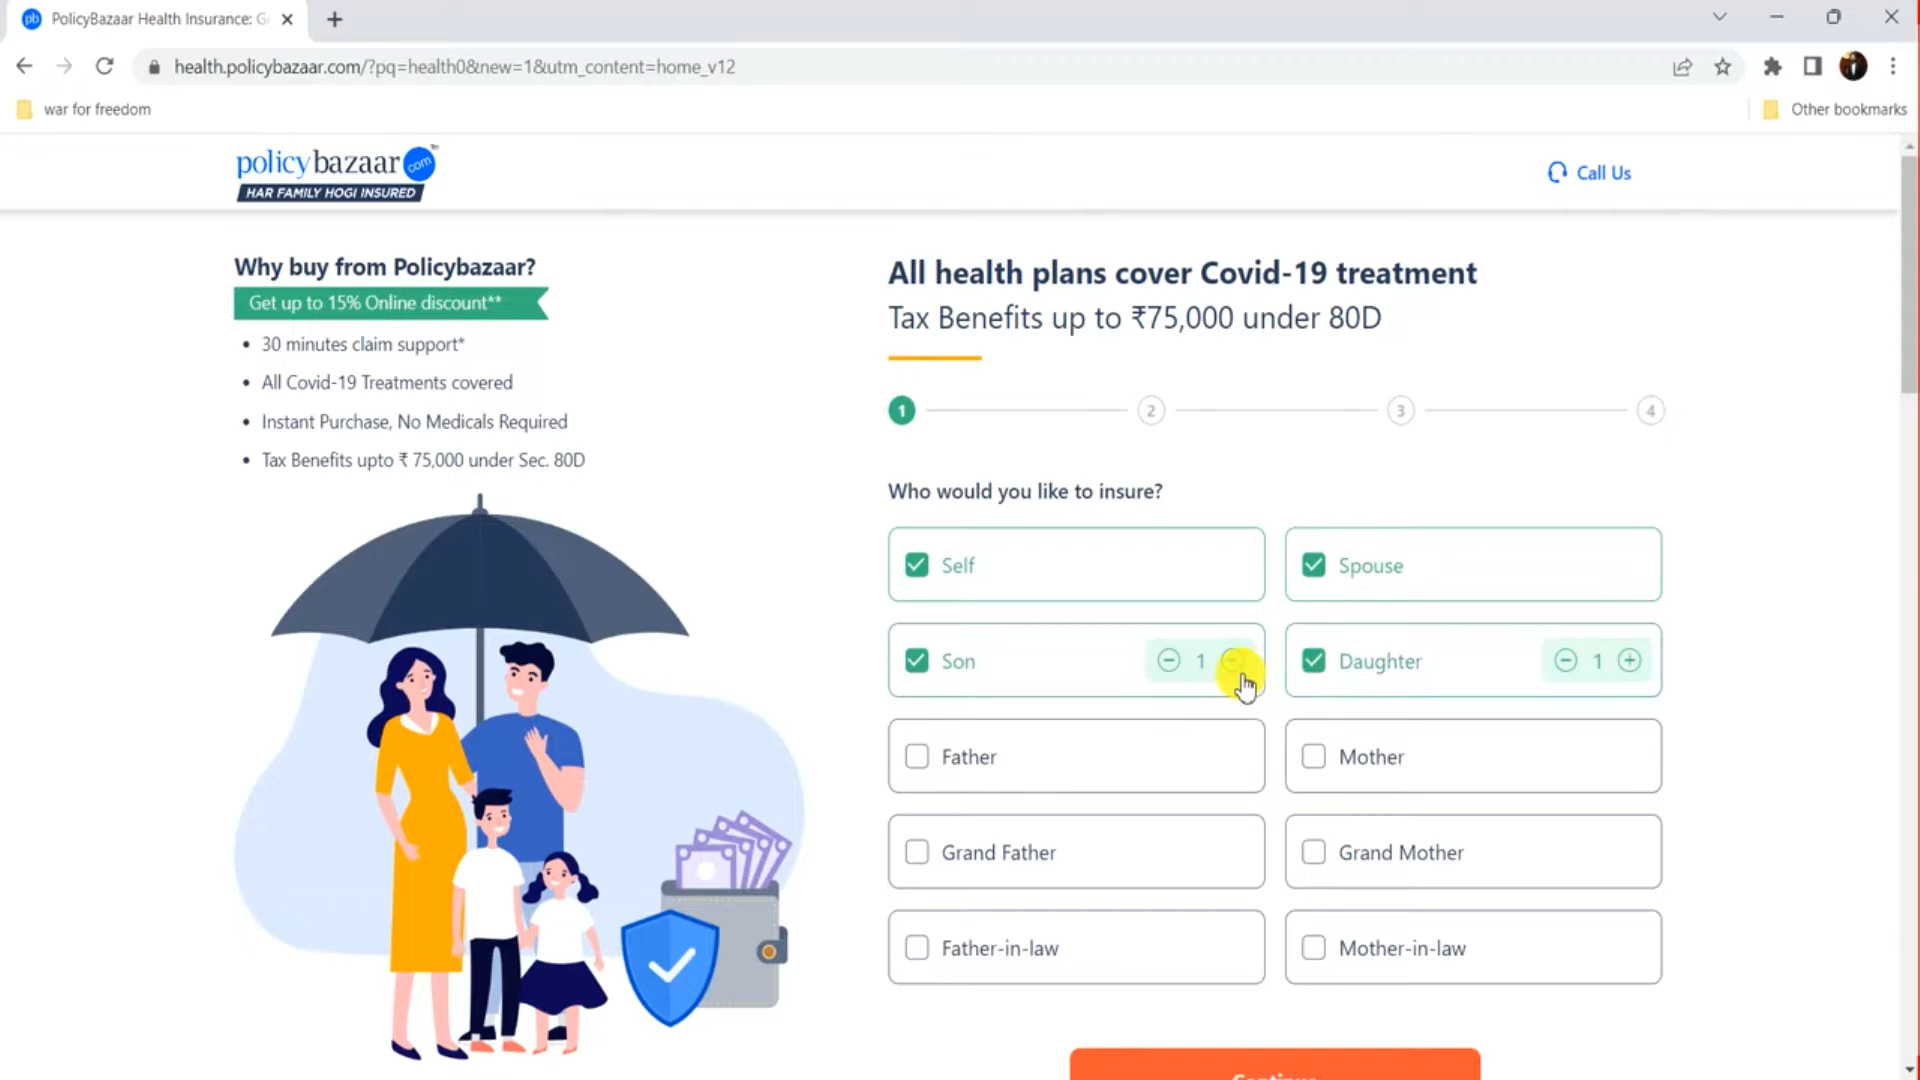 pb PolicyBazaar Health Insurance: G
health.policybazaar.com/?pq=health0&new=1&utm_content=home_v12
war for freedom
Other bookmarks
policybazaar com
HAR FAMILY HOGI INSURED
Call Us
Why buy from Policybazaar?
Get up to 15% Online discount**
• 30 minutes claim support*
• All Covid-19 Treatments covered
• Instant Purchase, No Medicals Required
• Tax Benefits upto ₹ 75,000 under Sec. 80D
All health plans cover Covid-19 treatment
Tax Benefits up to ₹75,000 under 80D
1 2 3 4
Who would you like to insure?
Self
Spouse
Son 1
Daughter 1
Father
Mother
Grand Father
Grand Mother
Father-in-law
Mother-in-law
Continue